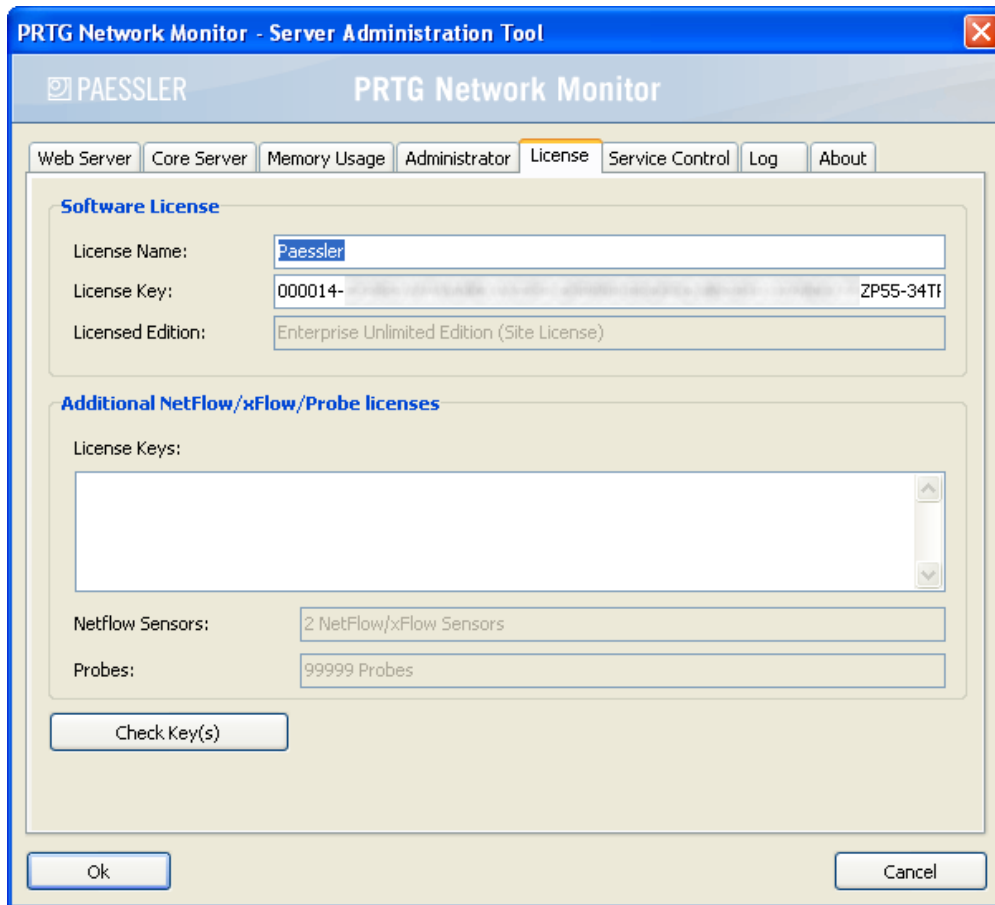 PRTG Network Monitor - Server Administration Tool
PAESSLER PRTG Network Monitor
Web Server Core Server Memory Usage Administrator License Service Control Log About
Software License
License Name: Paessler
License Key: 000014- ZP55-34TF
Licensed Edition: Enterprise Unlimited Edition (Site License)
Additional NetFlow/xFlow/Probe licenses
License Keys:
Netflow Sensors: 2 NetFlow/xFlow Sensors
Probes: 99999 Probes
Check Key(s)
Ok Cancel